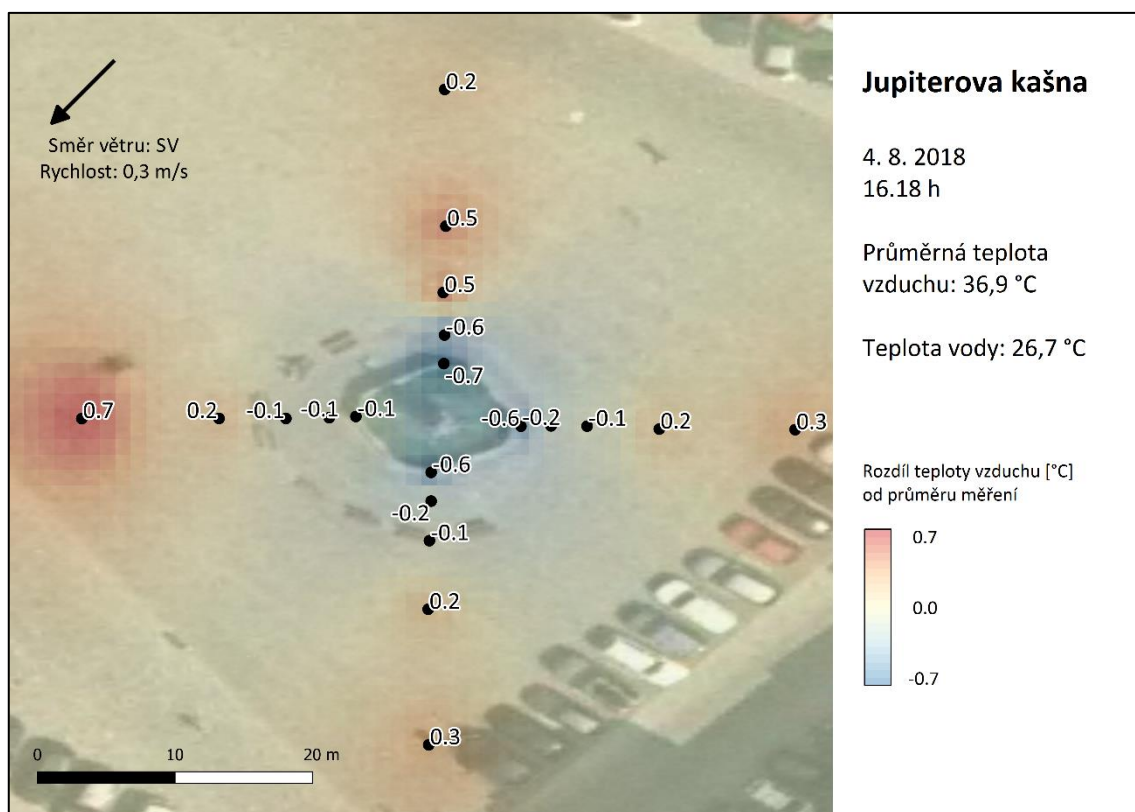 Směr větru: SV
Rychlost: 0,3 m/s
0.2
0.5
0.5
-0.6
-0.7
0.7
0.2
-0.1
-0.1
-0.1
-0.6
-0.2
-0.1
0.2
0.3
-0.6
-0.2
-0.1
0.2
0.3
0 10 20 m
Jupiterova kašna
4. 8. 2018
16.18 h
Průměrná teplota
vzduchu: 36,9 °C
Teplota vody: 26,7 °C
Rozdíl teploty vzduchu [°C]
od průměru měření
0.7
0.0
-0.7